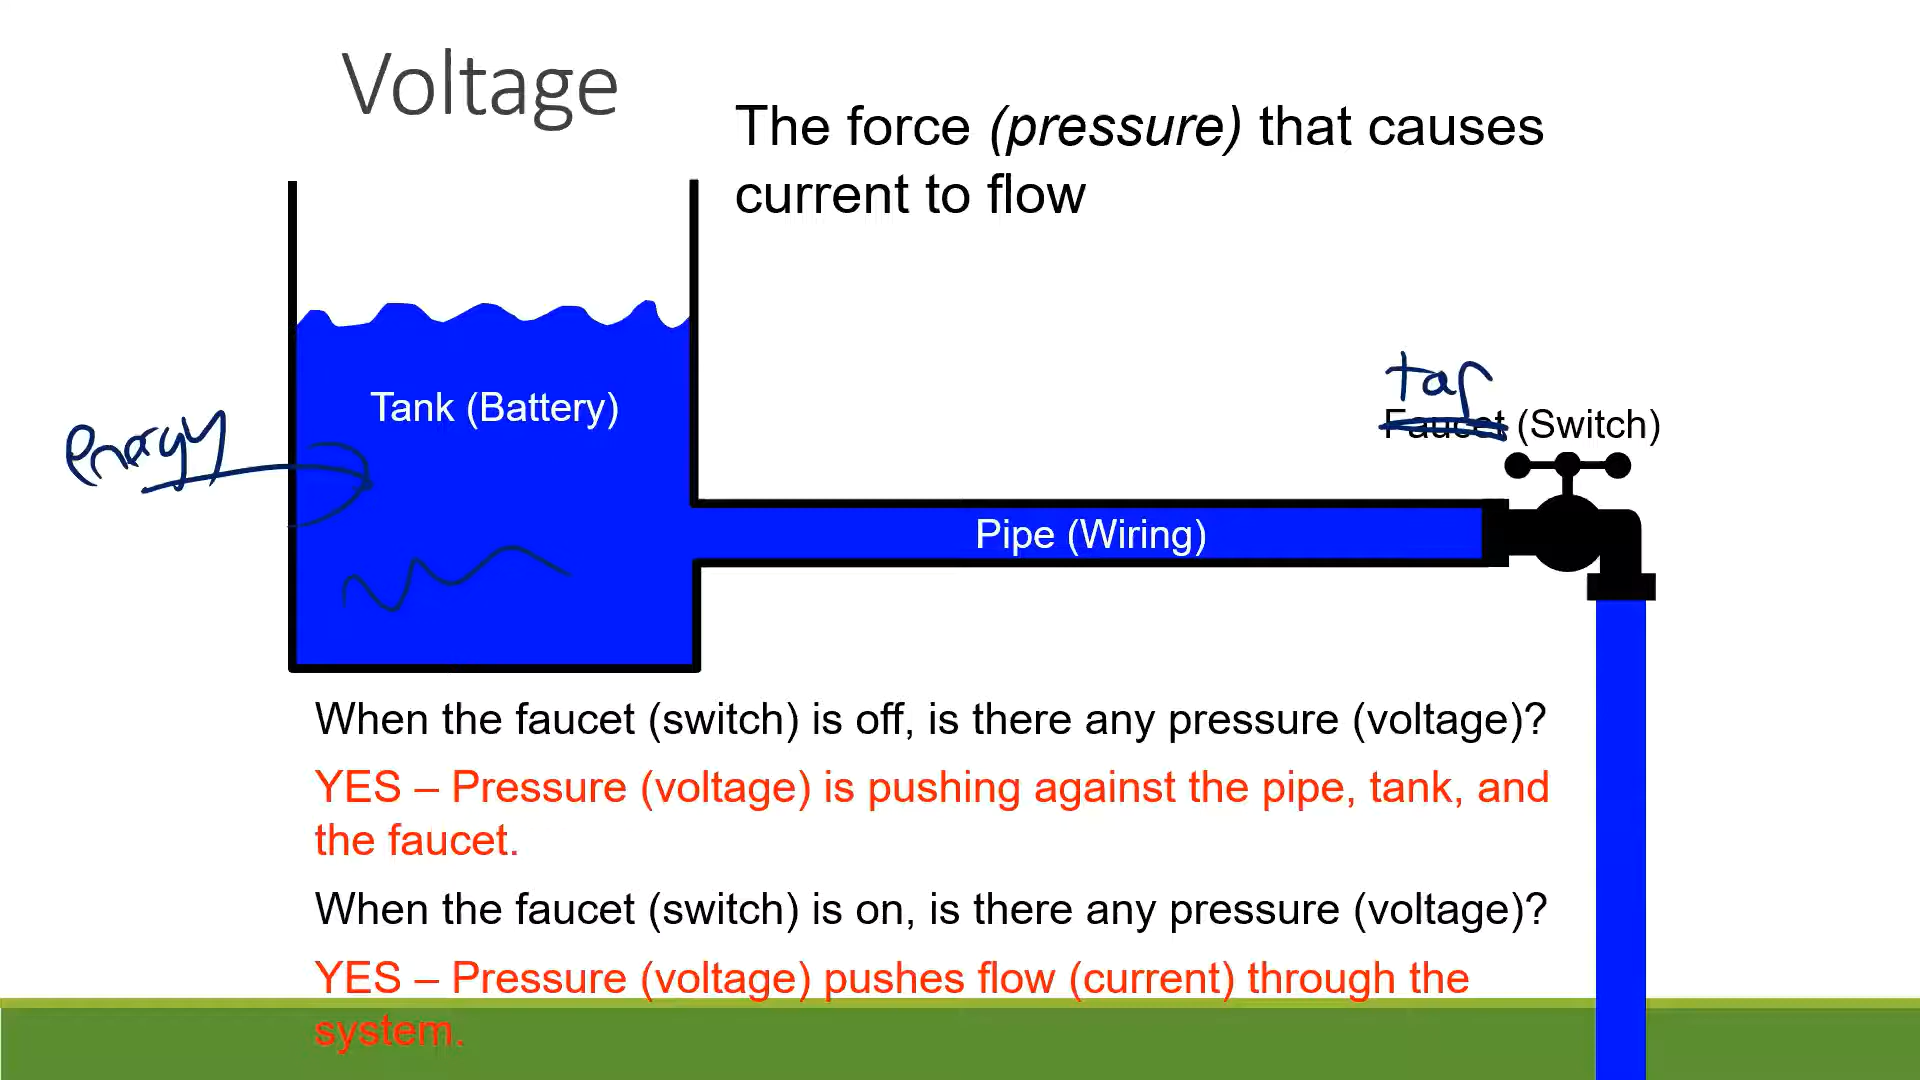 Voltage
The force (pressure) that causes
current to flow
tap
Faucet (Switch)
Tank (Battery)
energy
Pipe (Wiring)
When the faucet (switch) is off, is there any pressure (voltage)?
YES – Pressure (voltage) is pushing against the pipe, tank, and
the faucet.
When the faucet (switch) is on, is there any pressure (voltage)?
YES – Pressure (voltage) pushes flow (current) through the
system.